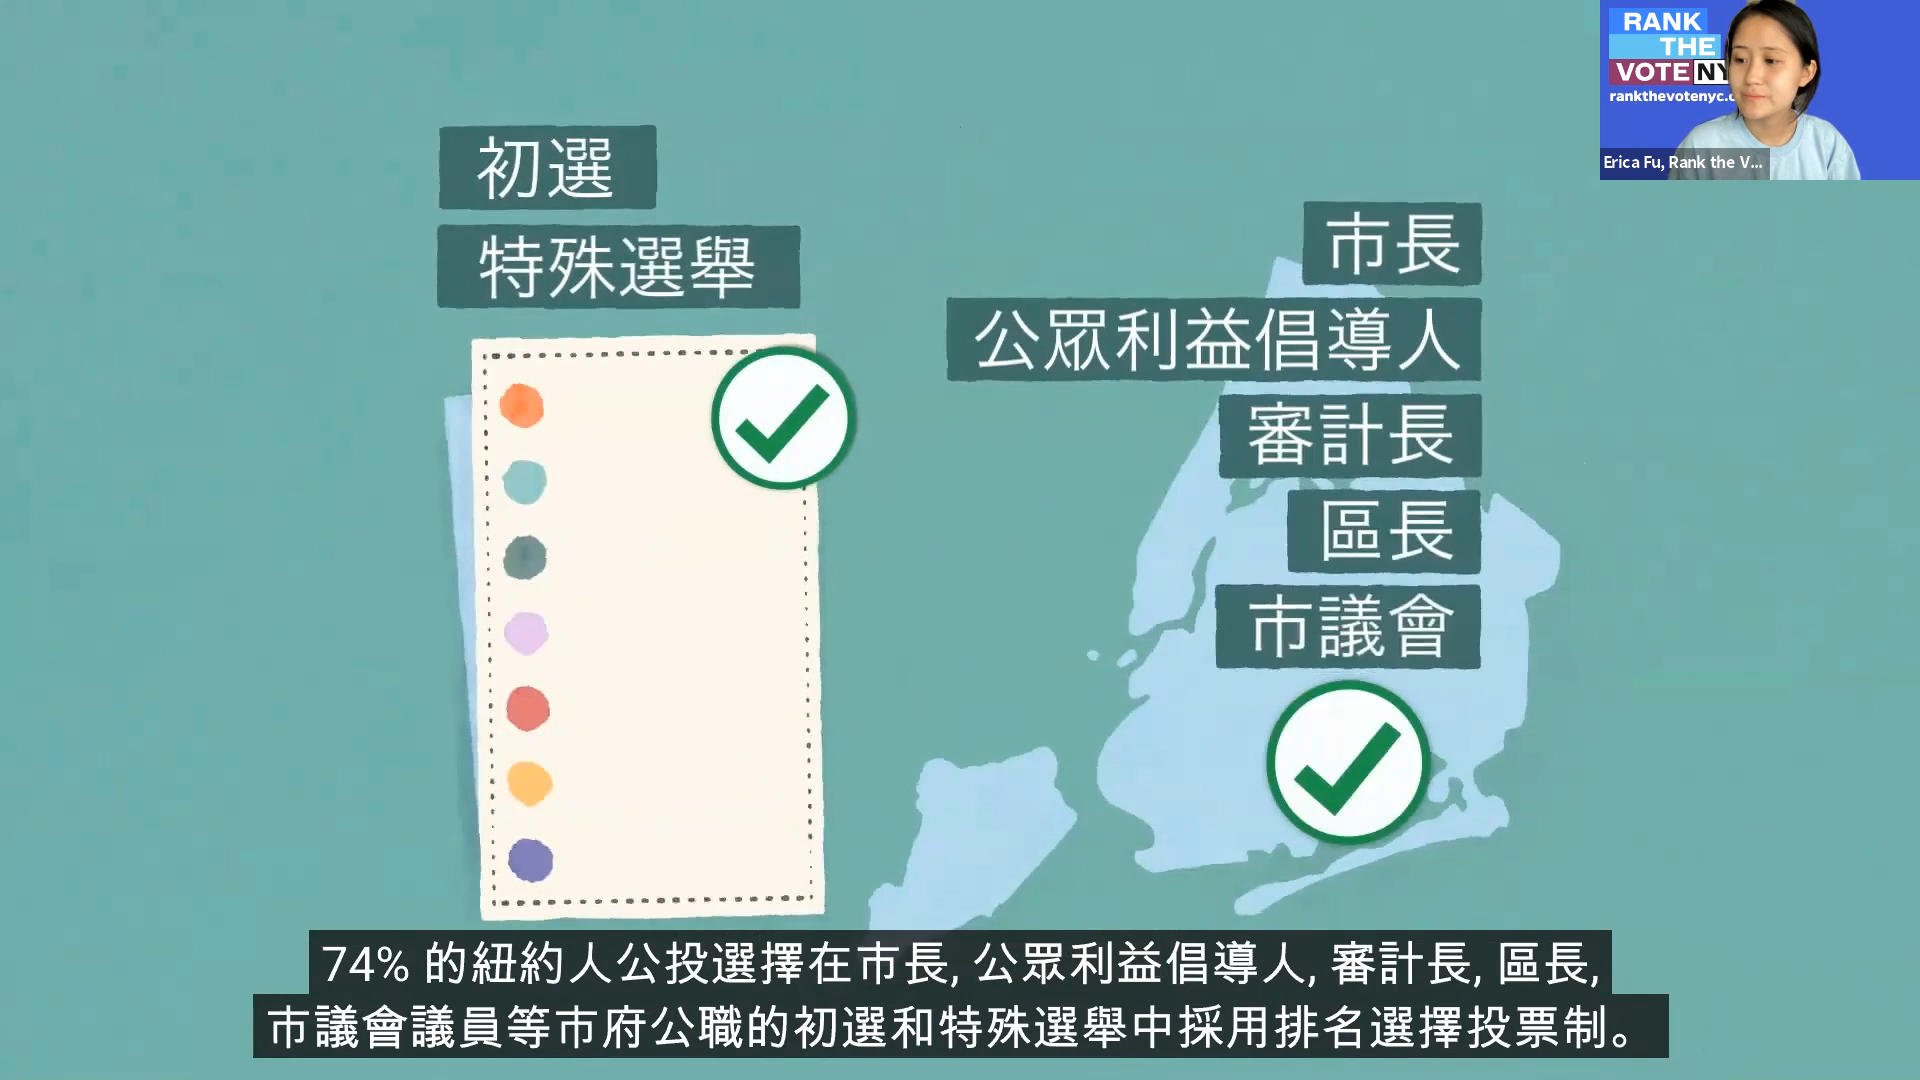 RANK
THE
VOTE NY
rankthevotenyc.
Erica Fu, Rank the V...
初選
特殊選舉
市長
公眾利益倡導人
審計長
區長
市議會
74% 的紐約人公投選擇在市長, 公眾利益倡導人, 審計長, 區長,
市議會議員等市府公職的初選和特殊選舉中採用排名選擇投票制。